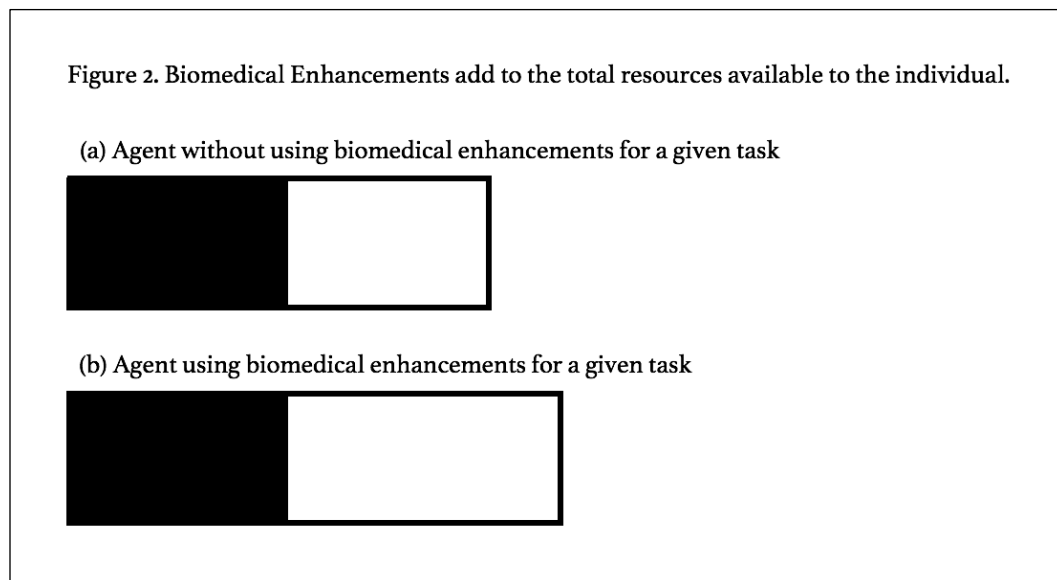 Figure 2. Biomedical Enhancements add to the total resources available to the individual.
(a) Agent without using biomedical enhancements for a given task
(b) Agent using biomedical enhancements for a given task